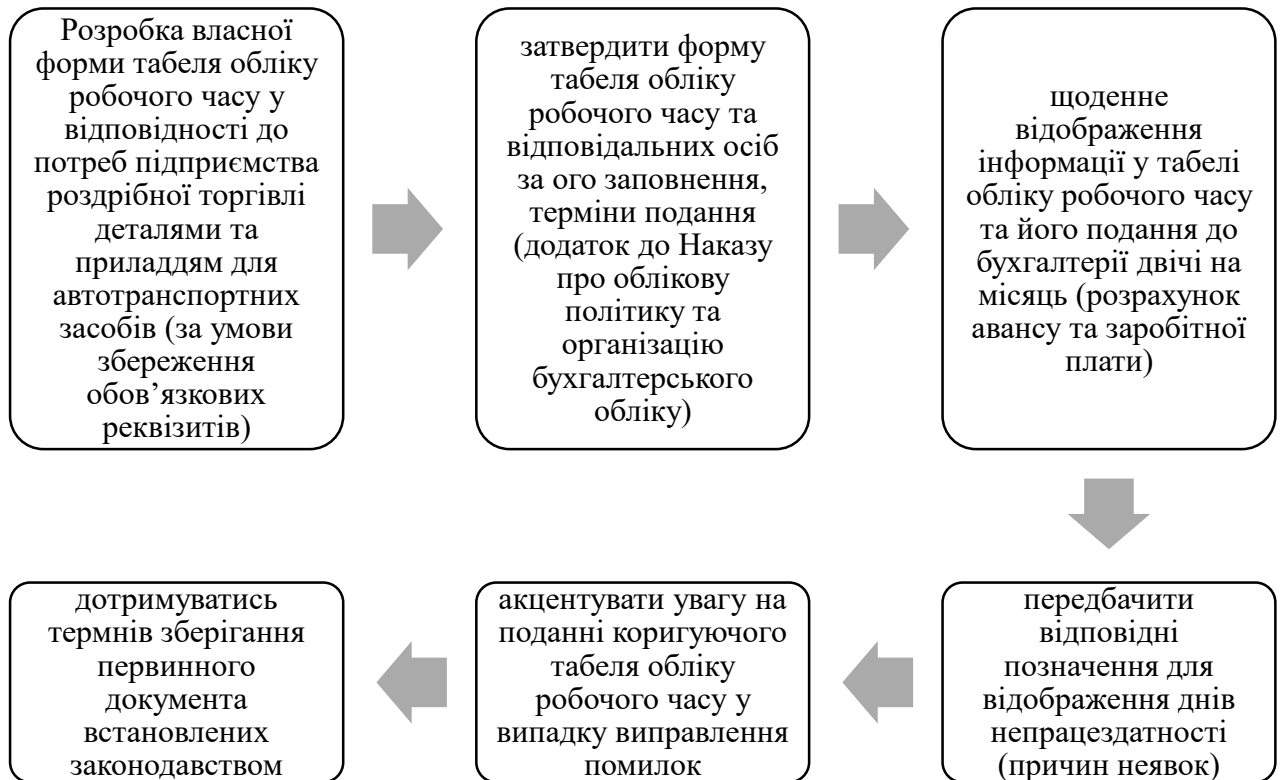 Розробка власної
форми табеля обліку
робочого часу у
відповідності до
потреб підприємства
роздрібної торгівлі
деталями та
приладдям для
автотранспортних
засобів (за умови
збереження
обов’язкових
реквізитів)
затвердити форму
табеля обліку
робочого часу та
відповідальних осіб
за ого заповнення,
терміни подання
(додаток до Наказу
про облікову
політику та
організацію
бухгалтерського
обліку)
щоденне
відображення
інформації у табелі
обліку робочого часу
та його подання до
бухгалтерії двічі на
місяць (розрахунок
авансу та заробітної
плати)
передбачити
відповідні
позначення для
відображення днів
непрацездатності
(причин неявок)
акцентувати увагу на
поданні коригуючого
табеля обліку
робочого часу у
випадку виправлення
помилок
дотримуватись
термнів зберігання
первинного
документа
встановлених
законодавством